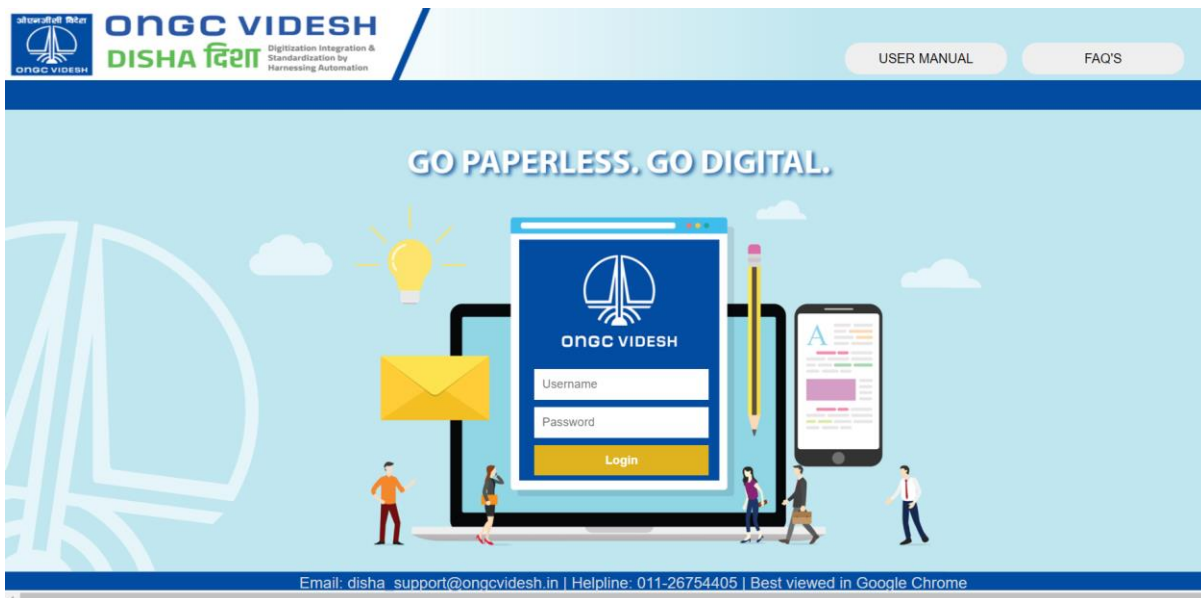 ओएनजीसी विदेश
ONGC VIDESH
ONGC VIDESH
DISHA दिशा
Digitization Integration &
Standardization by
Harnessing Automation
USER MANUAL
FAQ'S
GO PAPERLESS. GO DIGITAL.
ONGC VIDESH
Username
Password
Login
A
Email: disha_support@ongcvidesh.in | Helpline: 011-26754405 | Best viewed in Google Chrome